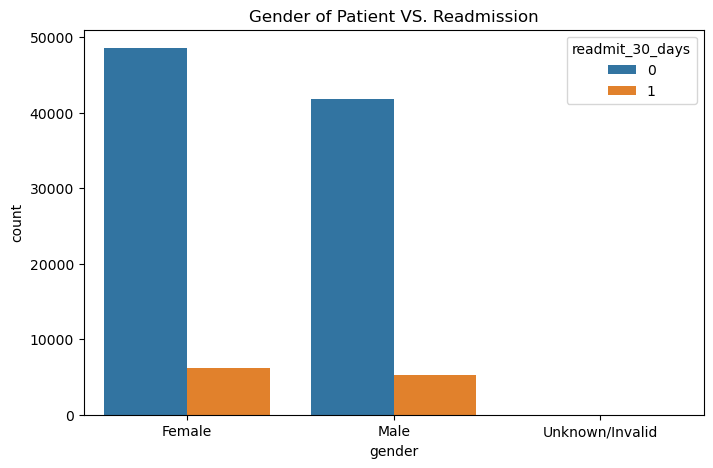 Gender of Patient VS. Readmission
readmit_30_days
0
1
50000
40000
30000
20000
10000
0
count
Female
Male
Unknown/Invalid
gender